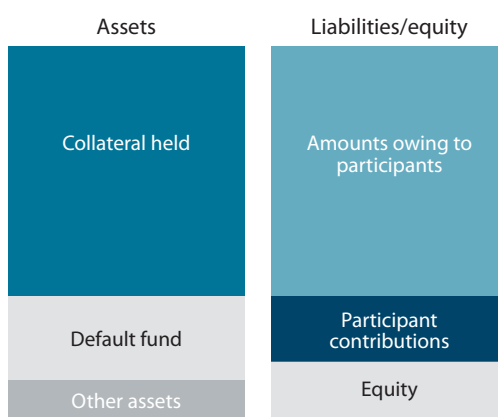 Assets
Liabilities/equity
Collateral held
Amounts owing to
participants
Default fund
Participant
contributions
Other assets
Equity